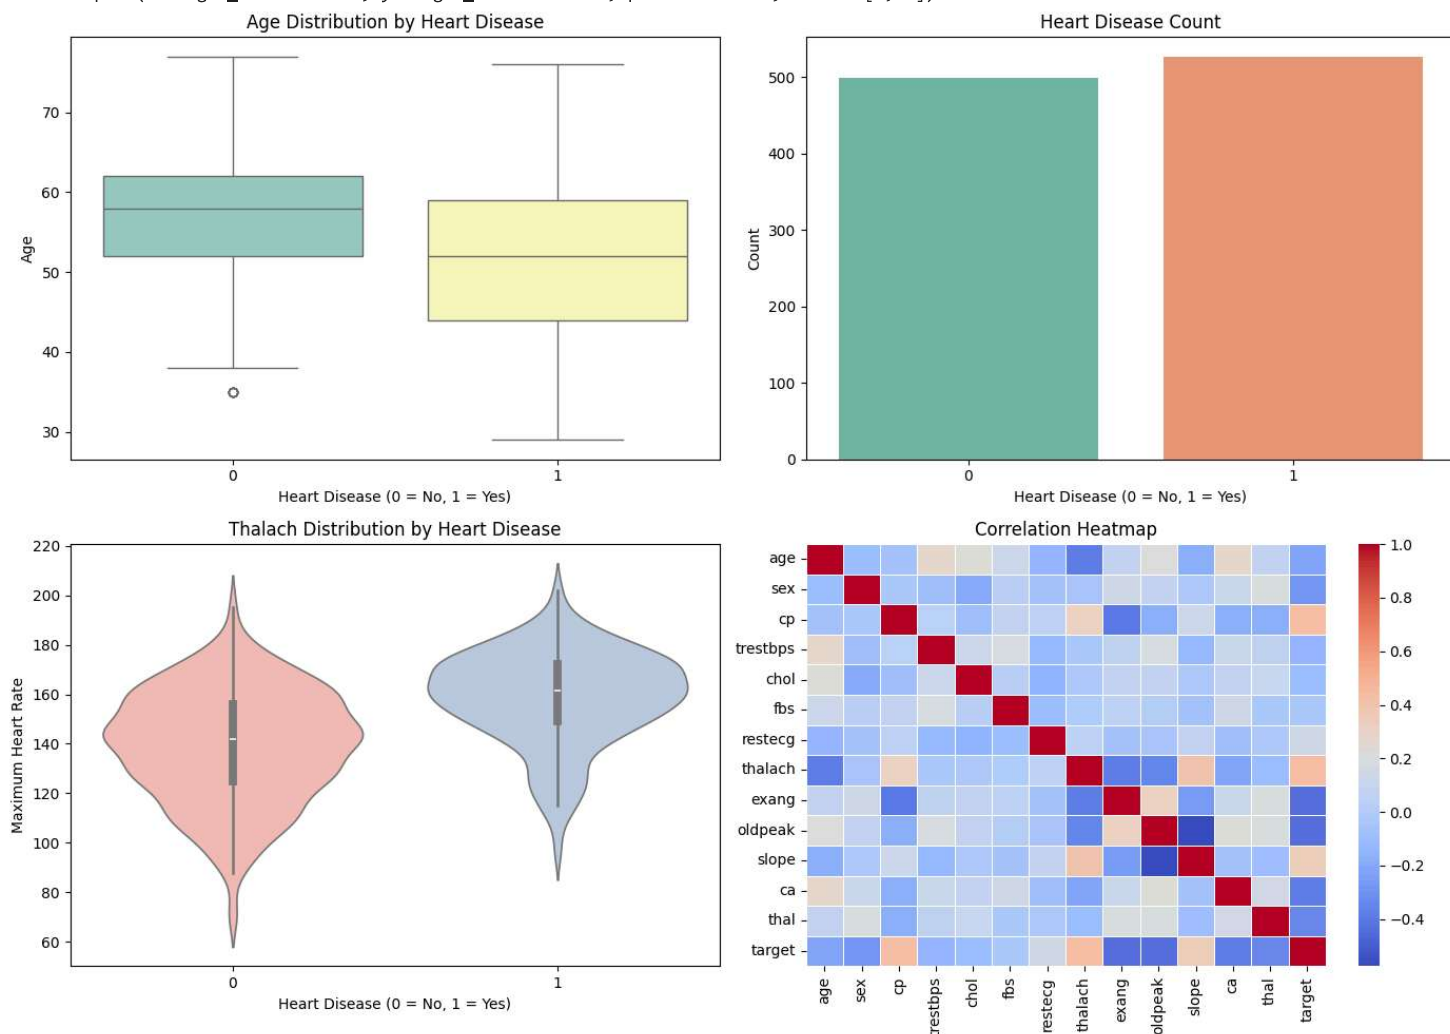 Age Distribution by Heart Disease
70
60
50
40
30
Age
0
1
Heart Disease (0 = No, 1 = Yes)
Heart Disease Count
500
400
300
200
100
0
Count
0
1
Heart Disease (0 = No, 1 = Yes)
Thalach Distribution by Heart Disease
220
200
180
160
140
120
100
80
60
Maximum Heart Rate
0
1
Heart Disease (0 = No, 1 = Yes)
Correlation Heatmap
age
sex
cp
trestbps
chol
fbs
restecg
thalach
exang
oldpeak
slope
ca
thal
target
age
sex
cp
trestbps
chol
fbs
restecg
thalach
exang
oldpeak
slope
ca
thal
target
1.0
0.8
0.6
0.4
0.2
0.0
−0.2
−0.4